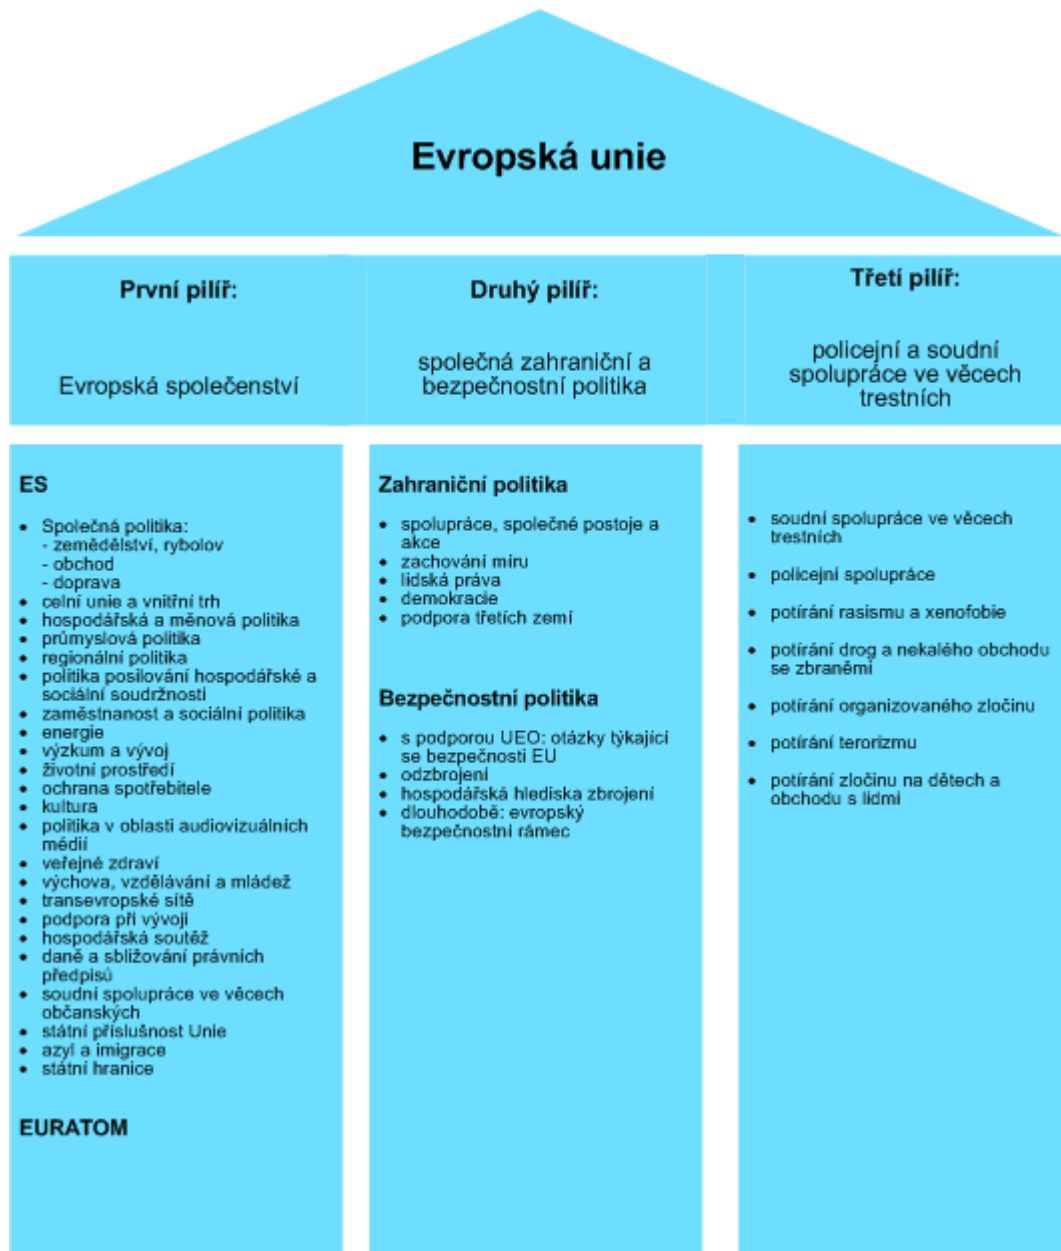 Evropská unie
První pilíř:
Evropská společenství
Druhý pilíř:
společná zahraniční a
bezpečnostní politika
Třetí pilíř:
policejní a soudní
spolupráce ve věcech
trestních
ES
• Společná politika:
- zemědělství, rybolov
- obchod
- doprava
• celní unie a vnitřní trh
• hospodářská a měnová politika
• průmyslová politika
• regionální politika
• politika posilování hospodářské a
sociální soudržnosti
• zaměstnanost a sociální politika
• energie
• výzkum a vývoj
• životní prostředí
• ochrana spotřebitele
• kultura
• politika v oblasti audiovizuálních
médií
• veřejné zdraví
• výchova, vzdělávání a mládež
• transevropské sítě
• podpora při vývoji
• hospodářská soutěž
• daně a sbližování právních
předpisů
• soudní spolupráce ve věcech
občanských
• státní příslušnost Unie
• azyl a imigrace
• státní hranice
EURATOM
Zahraniční politika
• spolupráce, společné postoje a
akce
• zachování míru
• lidská práva
• demokracie
• podpora třetích zemí
Bezpečnostní politika
• s podporou UEO: otázky týkající
se bezpečnosti EU
• odzbrojení
• hospodářská hlediska zbrojení
• dlouhodobě: evropský
bezpečnostní rámec
• soudní spolupráce ve věcech
trestních
• policejní spolupráce
• potírání rasismu a xenofobie
• potírání drog a nekalého obchodu
se zbraněmi
• potírání organizovaného zločinu
• potírání terorizmu
• potírání zločinu na dětech a
obchodu s lidmi